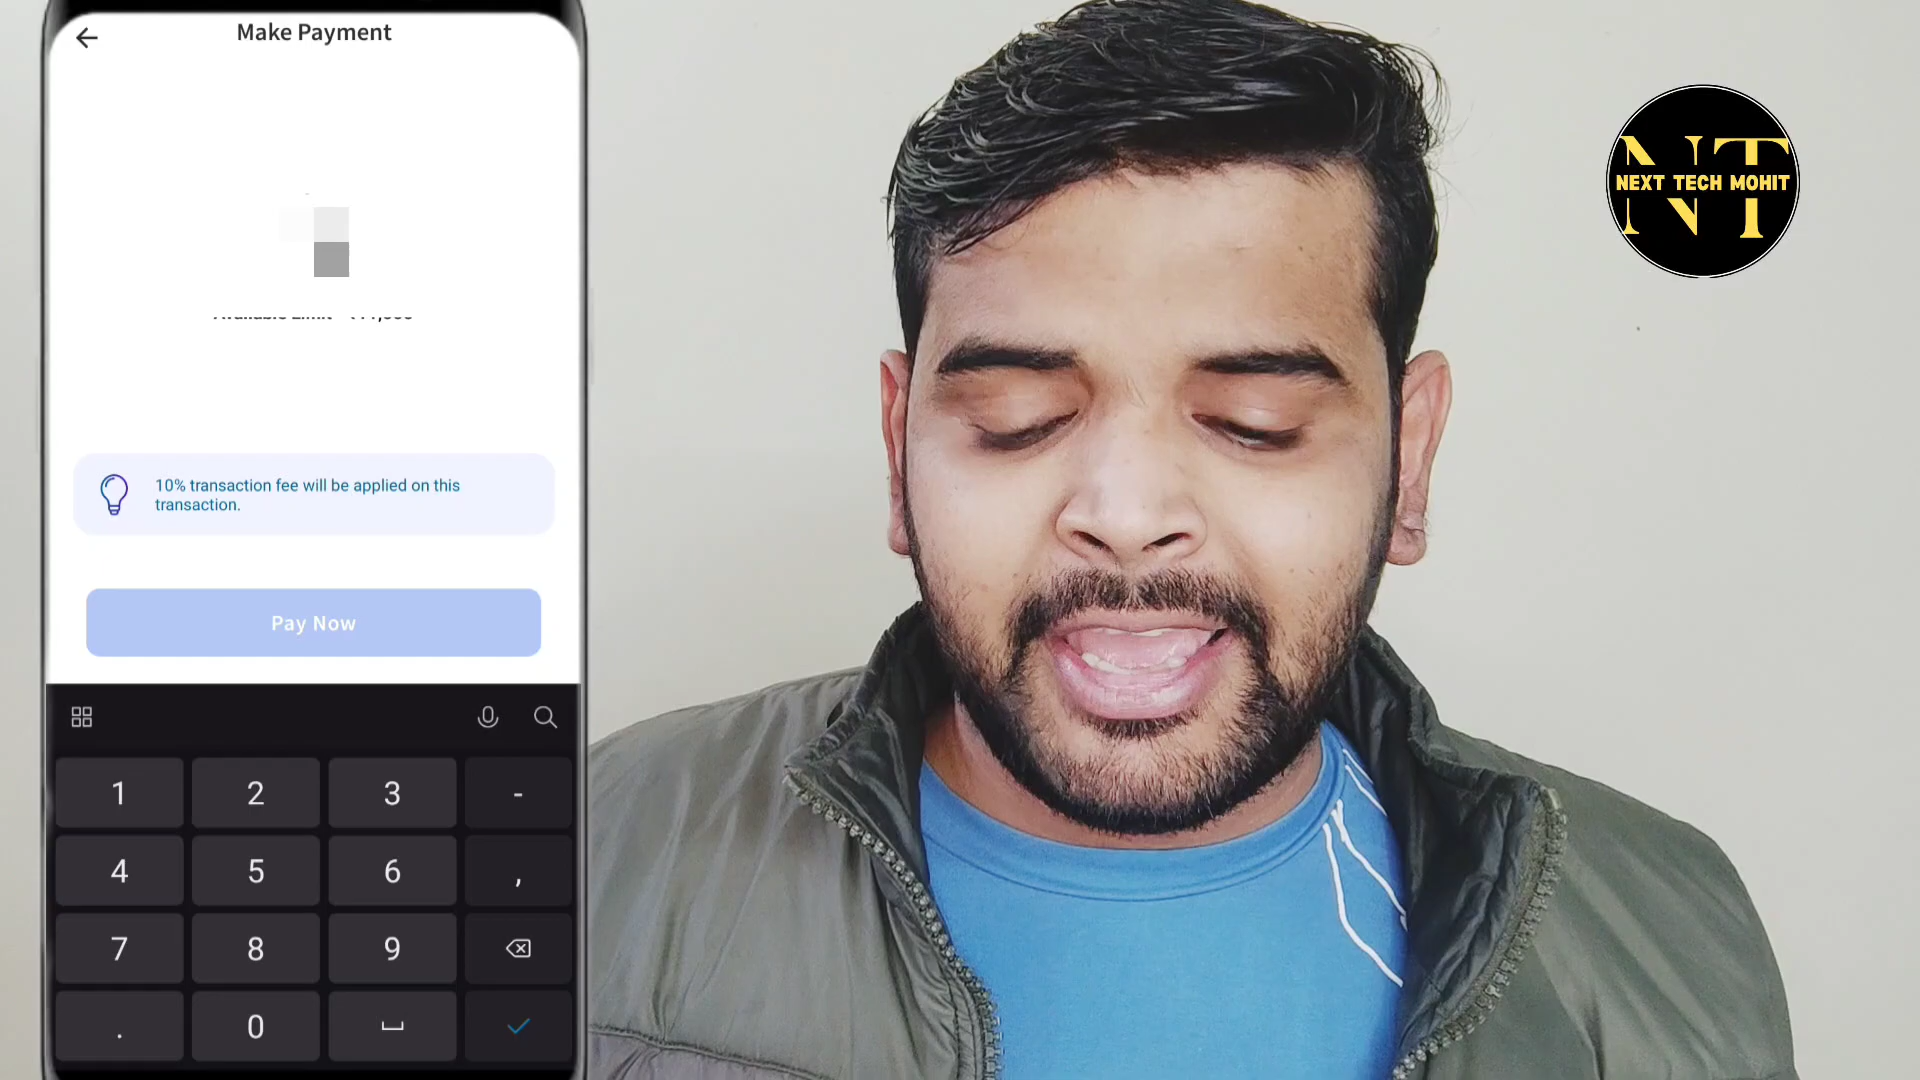 Make Payment
10% transaction fee will be applied on this
transaction.
Pay Now
1 2 3 -
4 5 6 ,
7 8 9
. 0
NT
NEXT TECH MOHIT